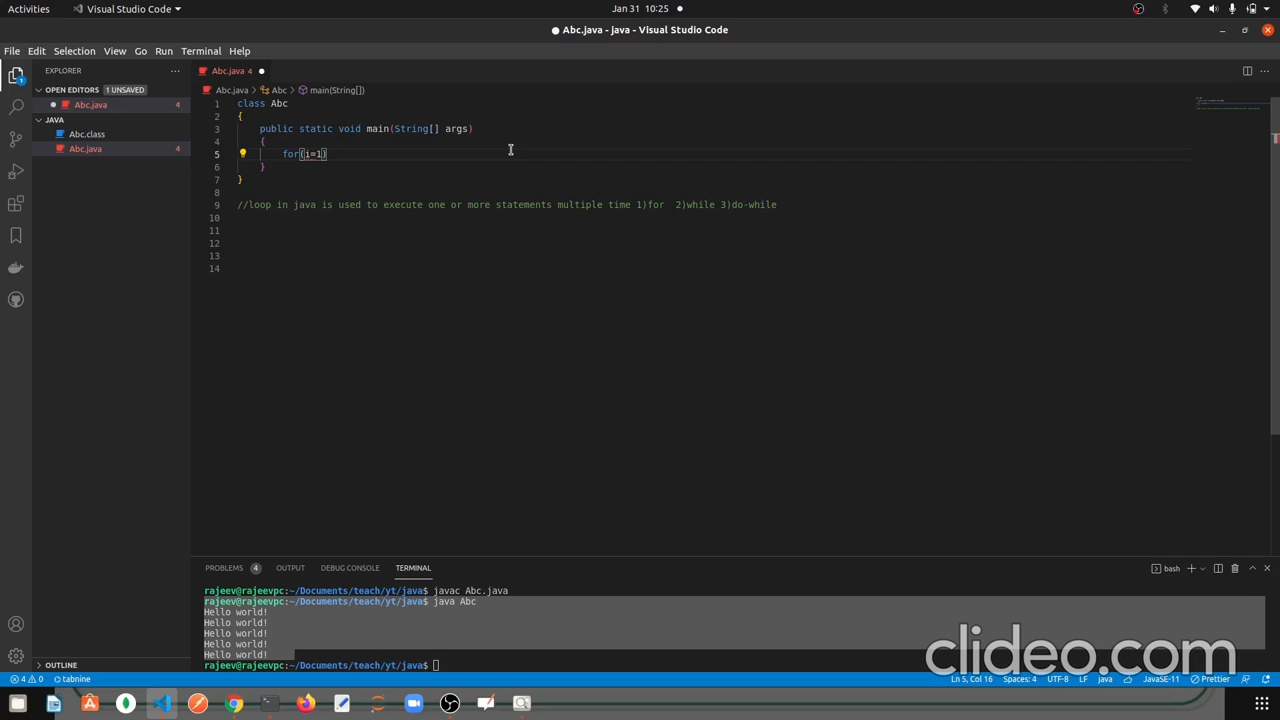 Activities Visual Studio Code Jan 31 10:25
Abc.java - java - Visual Studio Code
File Edit Selection View Go Run Terminal Help
EXPLORER
OPEN EDITORS 1 UNSAVED
Abc.java 4
JAVA
Abc.class
Abc.java 4
OUTLINE
tabnine
1
Abc.java 4
Abc.java > Abc > main(String[])
1 class Abc
2 {
3 public static void main(String[] args)
4 {
5 for(i=1)
6 }
7 }
8
9 //loop in java is used to execute one or more statements multiple time 1)for 2)while 3)do-while
10
11
12
13
14
PROBLEMS 4 OUTPUT DEBUG CONSOLE TERMINAL bash
rajeev@rajeevpc:~/Documents/teach/yt/java$ javac Abc.java
rajeev@rajeevpc:~/Documents/teach/yt/java$ java Abc
Hello world!
Hello world!
Hello world!
Hello world!
Hello world!
rajeev@rajeevpc:~/Documents/teach/yt/java$
clideo.com
4 0 Ln 5, Col 16 Spaces: 4 UTF-8 LF java JavaSE-11 Prettier